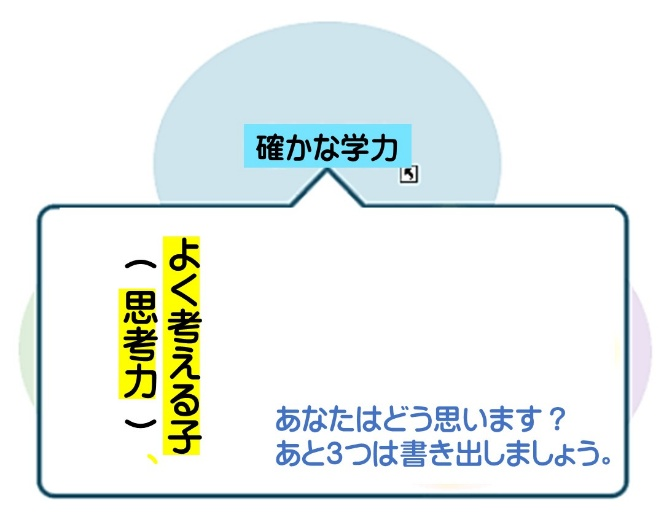 確かな学力
よく考える子
(思考力)、
あなたはどう思います?
あと3つは書き出しましょう。